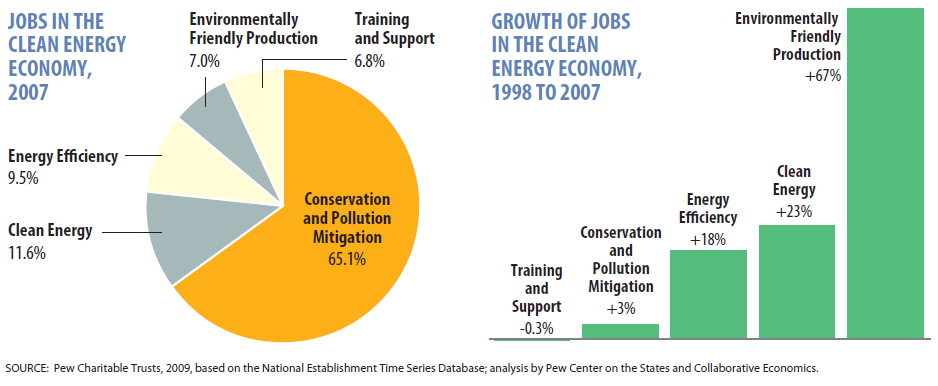 JOBS IN THE
CLEAN ENERGY
ECONOMY,
2007
Environmentally
Friendly Production
7.0%
Training
and Support
6.8%
Energy Efficiency
9.5%
Clean Energy
11.6%
Conservation
and Pollution
Mitigation
65.1%
GROWTH OF JOBS
IN THE CLEAN
ENERGY ECONOMY,
1998 TO 2007
Training
and
Support
-0.3%
Conservation
and
Pollution
Mitigation
+3%
Energy
Efficiency
+18%
Clean
Energy
+23%
Environmentally
Friendly
Production
+67%
SOURCE: Pew Charitable Trusts, 2009, based on the National Establishment Time Series Database; analysis by Pew Center on the States and Collaborative Economics.